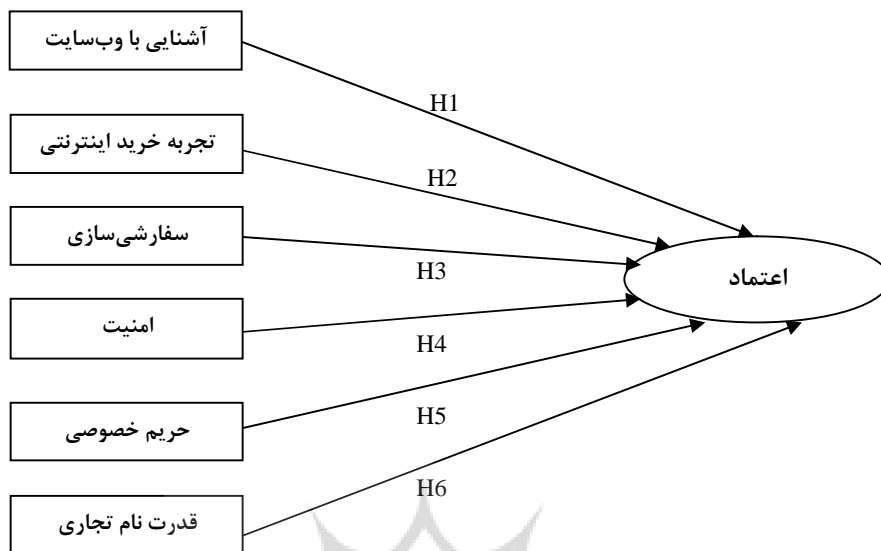 آشنایی با وب‌سایت
H1
تجربه خرید اینترنتی
H2
سفارشی‌سازی
H3
اعتماد
امنیت
H4
حریم خصوصی
H5
قدرت نام تجاری
H6